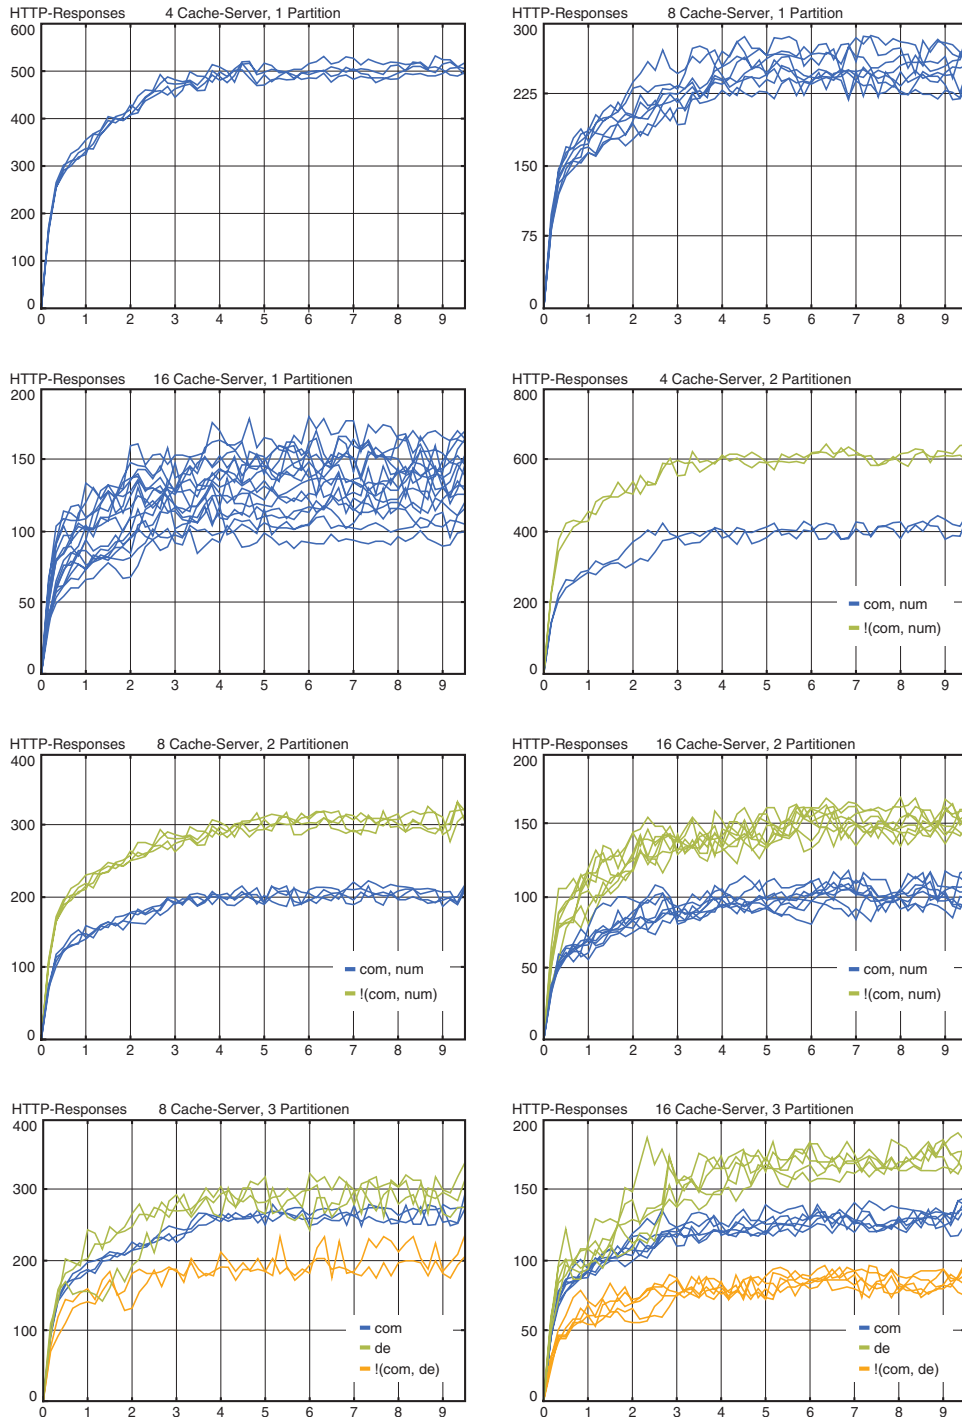 HTTP-Responses 4 Cache-Server, 1 Partition
600
500
400
300
200
100
0
0 1 2 3 4 5 6 7 8 9
HTTP-Responses 8 Cache-Server, 1 Partition
300
225
150
75
0
0 1 2 3 4 5 6 7 8 9
HTTP-Responses 16 Cache-Server, 1 Partitionen
200
150
100
50
0
0 1 2 3 4 5 6 7 8 9
HTTP-Responses 4 Cache-Server, 2 Partitionen
800
600
400
200
0
com, num
!(com, num)
0 1 2 3 4 5 6 7 8 9
HTTP-Responses 8 Cache-Server, 2 Partitionen
400
300
200
100
0
com, num
!(com, num)
0 1 2 3 4 5 6 7 8 9
HTTP-Responses 16 Cache-Server, 2 Partitionen
200
150
100
50
0
com, num
!(com, num)
0 1 2 3 4 5 6 7 8 9
HTTP-Responses 8 Cache-Server, 3 Partitionen
400
300
200
100
0
com
de
!(com, de)
0 1 2 3 4 5 6 7 8 9
HTTP-Responses 16 Cache-Server, 3 Partitionen
200
150
100
50
0
com
de
!(com, de)
0 1 2 3 4 5 6 7 8 9